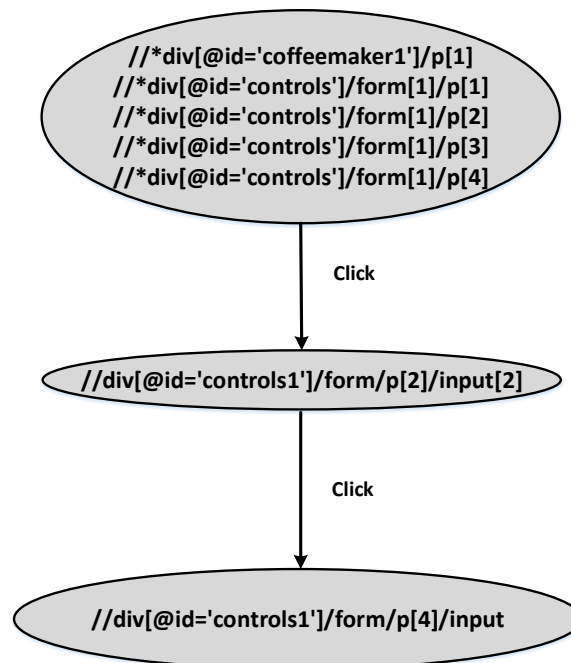 //*div[@id='coffeemaker1']/p[1]
//*div[@id='controls']/form[1]/p[1]
//*div[@id='controls']/form[1]/p[2]
//*div[@id='controls']/form[1]/p[3]
//*div[@id='controls']/form[1]/p[4]
Click
//div[@id='controls1']/form/p[2]/input[2]
Click
//div[@id='controls1']/form/p[4]/input